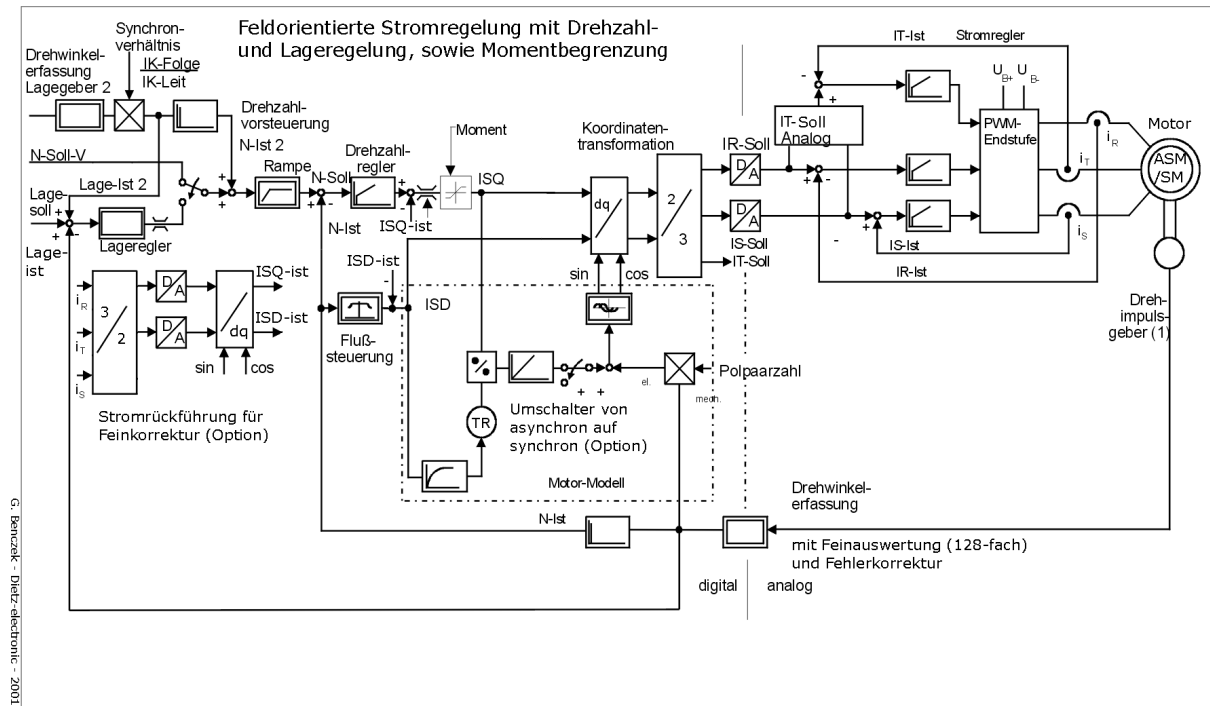 Feldorientierte Stromregelung mit Drehzahl-
und Lageregelung, sowie Momentbegrenzung
Synchron-
verhältnis
IK-Folge
IK-Leit
Drehwinkel-
erfassung
Lagegeber 2
Drehzahl-
vorsteuerung
N-Ist 2
N-Soll-V
Lage-
soll
Lage-Ist 2
Lageregler
Lage-
ist
Rampe
N-Soll
N-Ist
Drehzahl-
regler
Moment
ISQ
ISQ-ist
ISD-ist
ISD
Koordinaten-
transformation
dq
2
3
sin
cos
IR-Soll
D
A
D
A
IS-Soll
IT-Soll
IT-Soll
Analog
IT-Ist
Stromregler
U B+
U B-
PWM-
Endstufe
i R
i T
i S
IS-Ist
IR-Ist
Motor
ASM
/SM
Dreh-
impuls-
geber (1)
i R
i T
i S
3
2
D
A
D
A
dq
ISQ-ist
ISD-ist
sin
cos
Stromrückführung für
Feinkorrektur (Option)
Fluß-
steuerung
TR
el.
mech.
Polpaarzahl
Umschalter von
asynchron auf
synchron (Option)
Motor-Modell
N-Ist
Drehwinkel-
erfassung
mit Feinauswertung (128-fach)
und Fehlerkorrektur
digital
analog
G. Benczek - Dietz-electronic - 2001